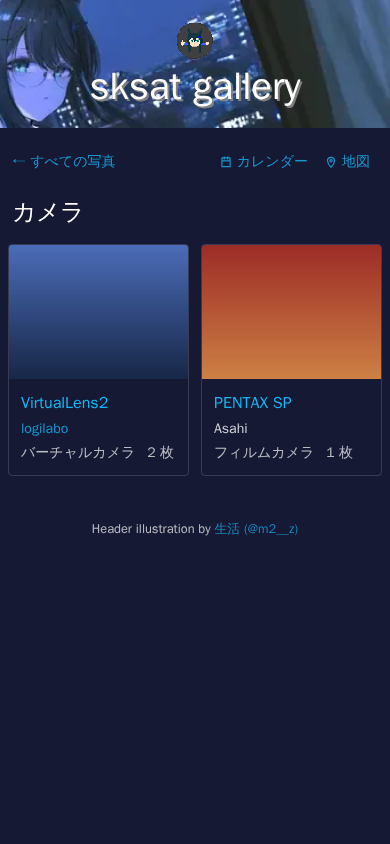 sksat gallery
← すべての写真 カレンダー 地図
カメラ
VirtualLens2
logilabo
バーチャルカメラ 2 枚
PENTAX SP
Asahi
フィルムカメラ 1 枚
Header illustration by 生活 (@m2__z)